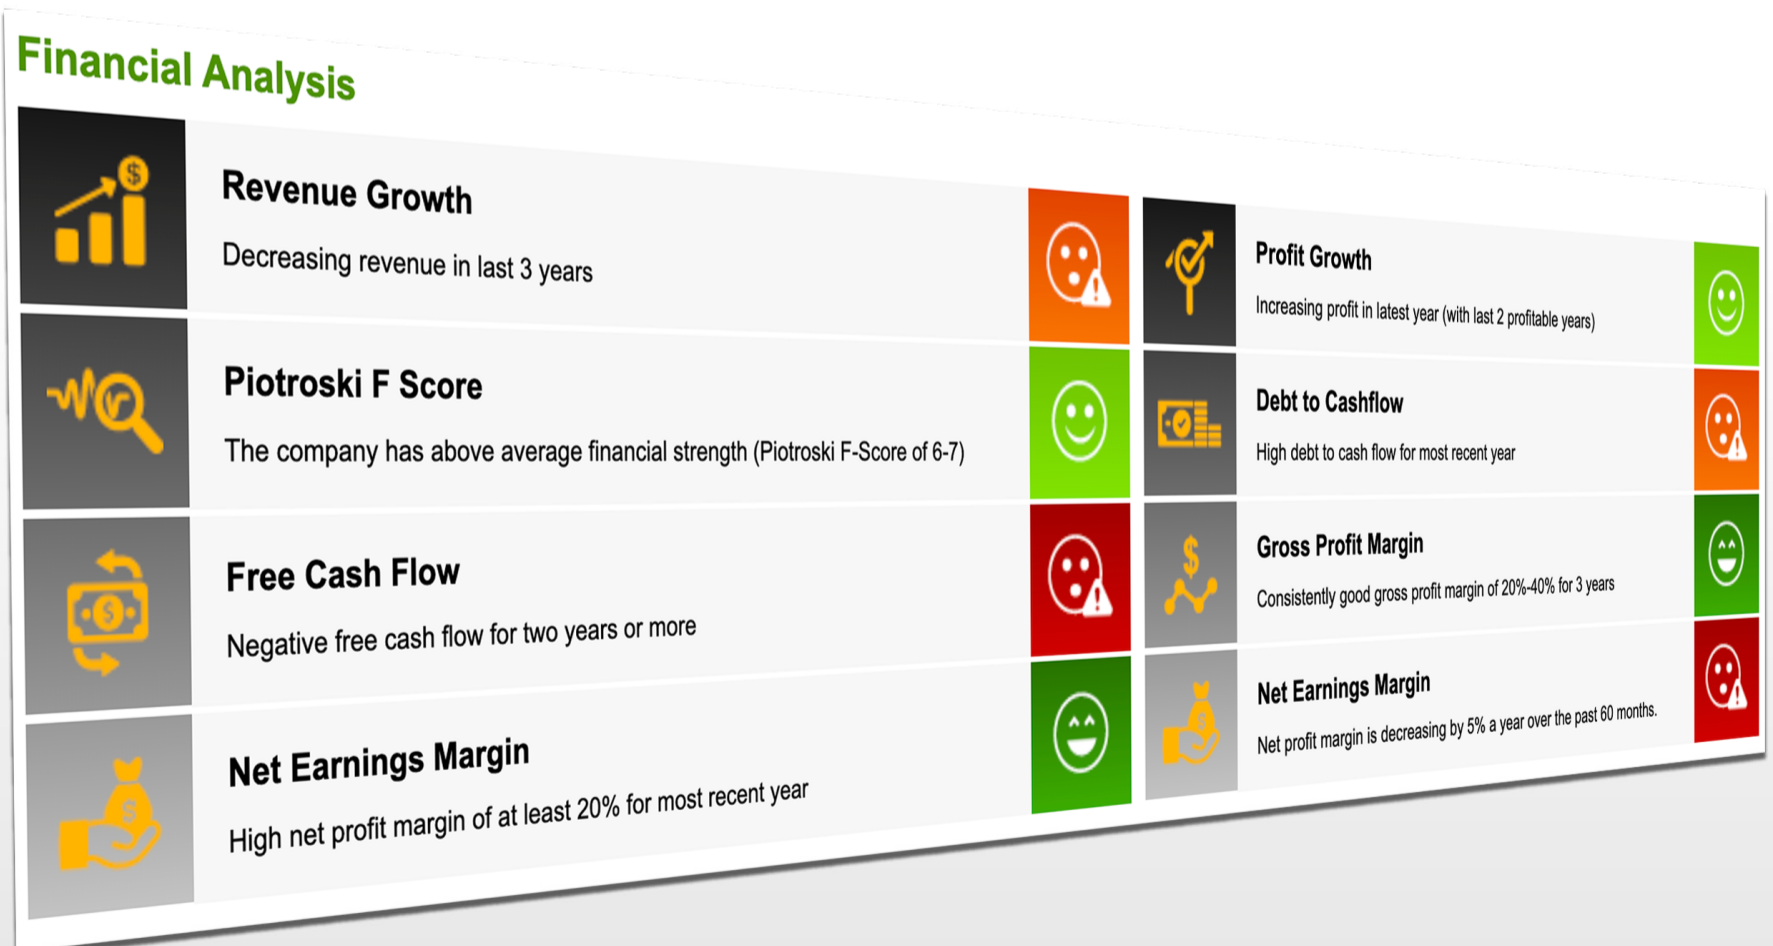 Financial Analysis
Revenue Growth
Decreasing revenue in last 3 years
Piotroski F Score
The company has above average financial strength (Piotroski F-Score of 6-7)
Free Cash Flow
Negative free cash flow for two years or more
Net Earnings Margin
High net profit margin of at least 20% for most recent year
Profit Growth
Increasing profit in latest year (with last 2 profitable years)
Debt to Cashflow
High debt to cash flow for most recent year
Gross Profit Margin
Consistently good gross profit margin of 20%-40% for 3 years
Net Earnings Margin
Net profit margin is decreasing by 5% a year over the past 60 months.